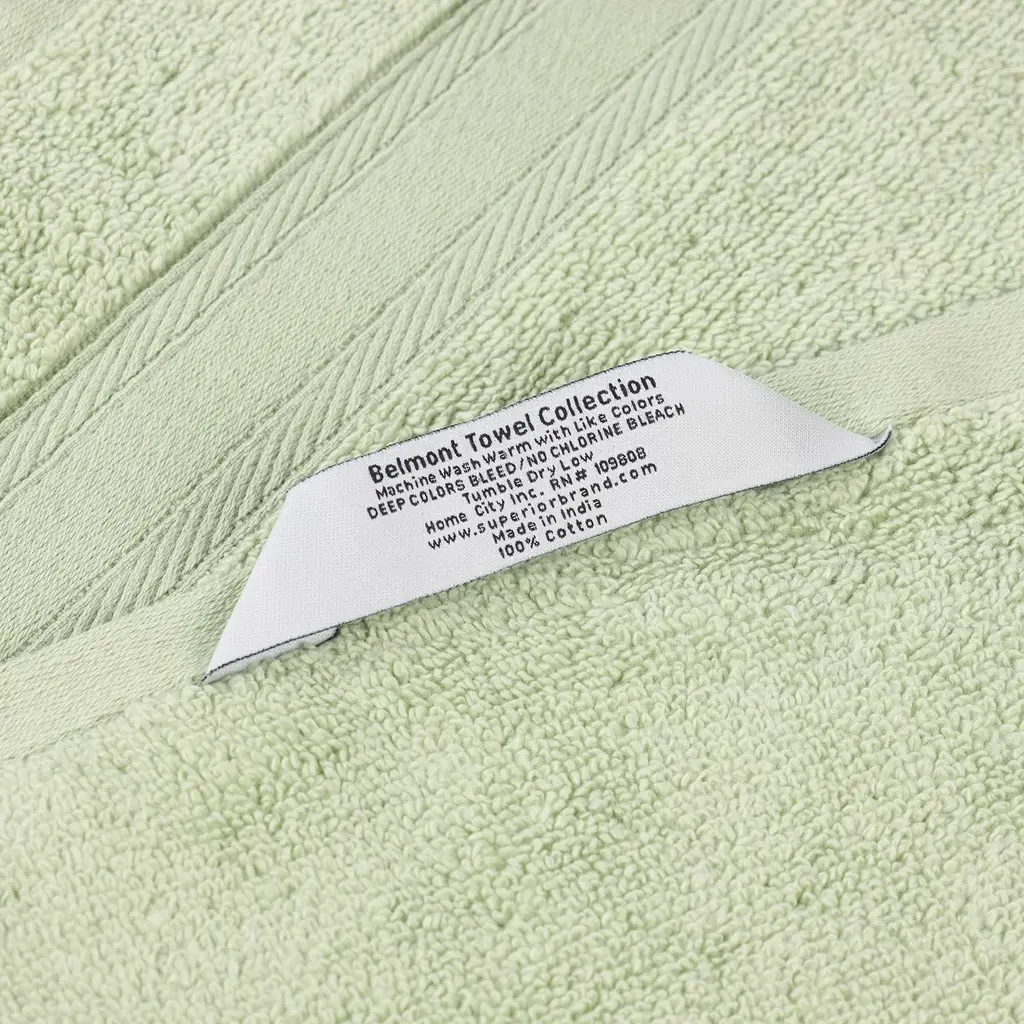 Belmont Towel Collection
Machine Wash Warm with Like Colors
DEEP COLORS BLEED/NO CHLORINE BLEACH
Tumble Dry Low
Home City Inc. RN# 109808
www.superiorbrand.com
Made in India
100% Cotton